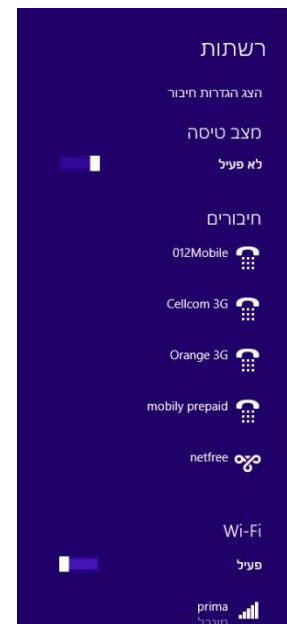 רשתות
הצג הגדרות חיבור
מצב טיסה
לא פעיל
חיבורים
012Mobile
Cellcom 3G
Orange 3G
mobily prepaid
netfree
Wi-Fi
פעיל
prima
מוגבל